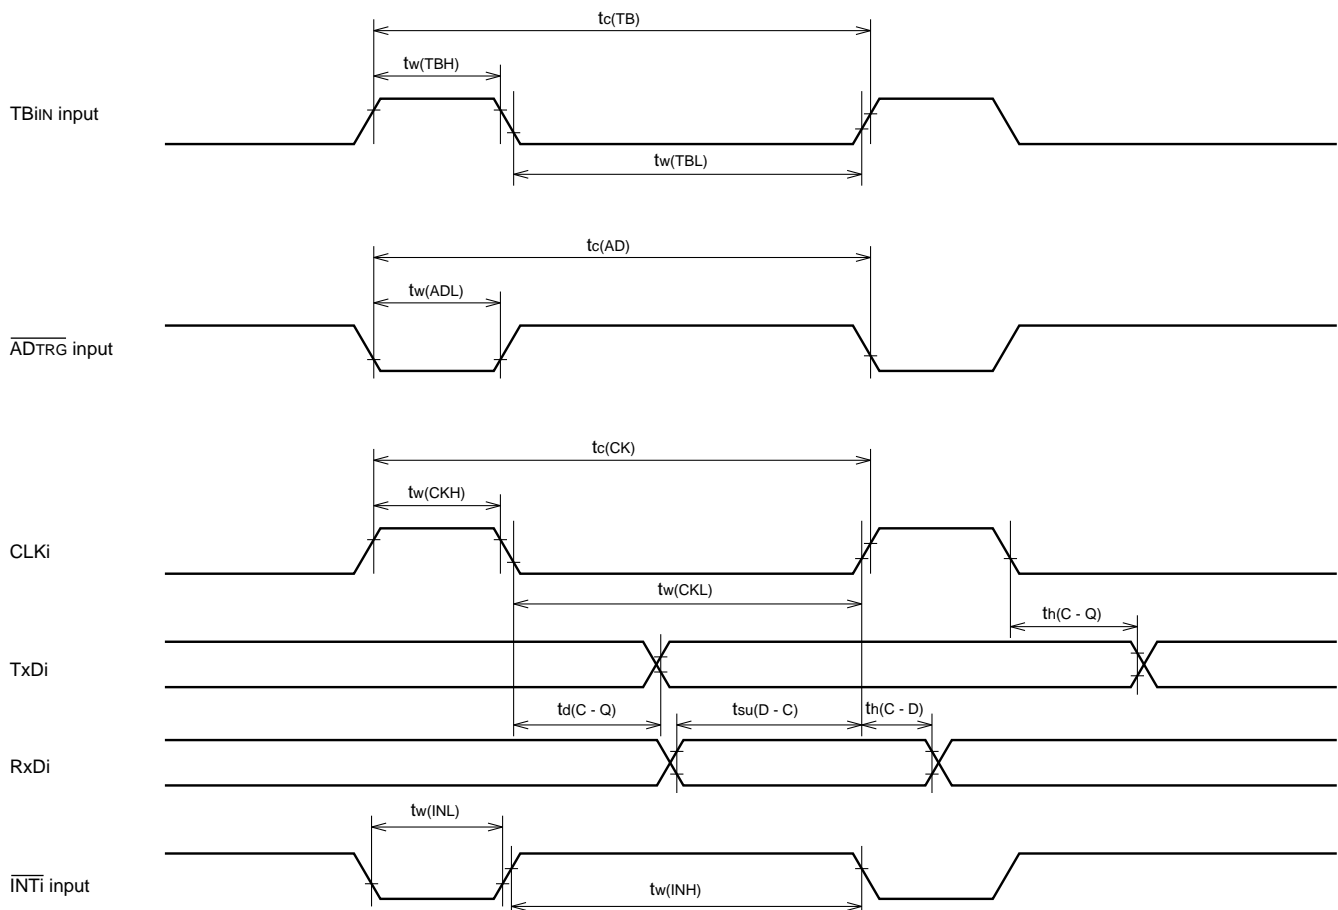 tc(TB)
tw(TBH)
TBiIN input
tw(TBL)
tc(AD)
tw(ADL)
ADTRG input
tc(CK)
tw(CKH)
CLKi
tw(CKL)
th(C - Q)
TxDi
td(C - Q)
tsu(D - C)
th(C - D)
RxDi
tw(INL)
INTi input
tw(INH)